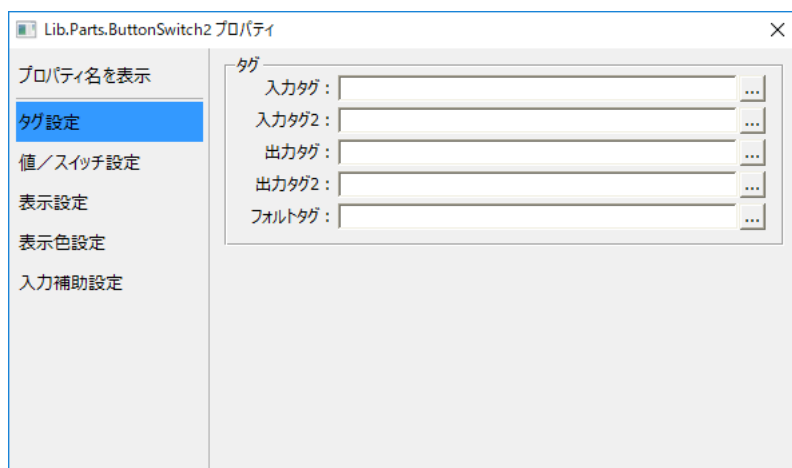 Lib.Parts.ButtonSwitch2 プロパティ
プロパティ名を表示
タグ設定
値／スイッチ設定
表示設定
表示色設定
入力補助設定
タグ
入力タグ：
...
入力タグ2：
...
出力タグ：
...
出力タグ2：
...
フォルトタグ：
...